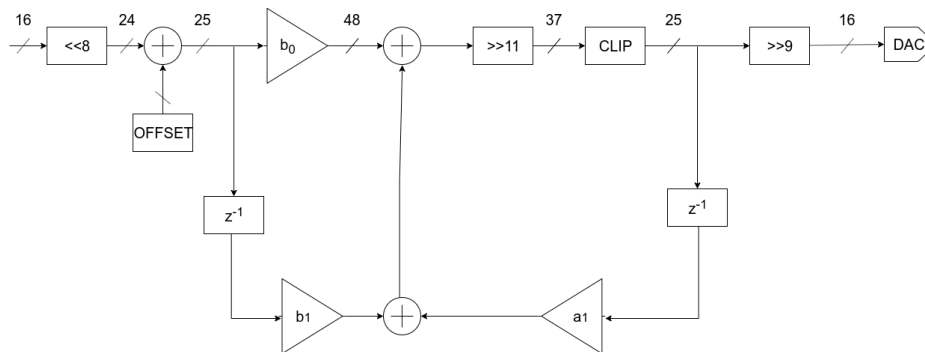 16
<<8
24
25
b₀
48
>>11
37
CLIP
25
>>9
16
DAC
OFFSET
z⁻¹
z⁻¹
b1
a1